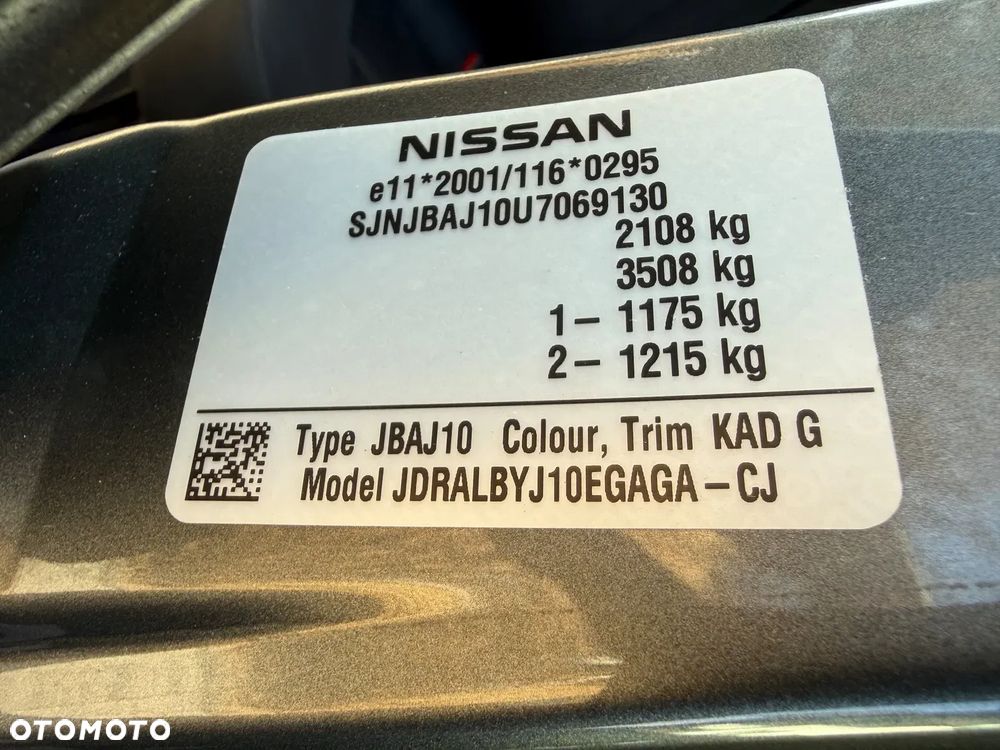 NISSAN
e11*2001/116*0295
SJNJBAJ10U7069130
2108 kg
3508 kg
1- 1175 kg
2- 1215 kg
Type JBAJ10 Colour, Trim KAD G
Model JDRALBYJ10EGAGA-CJ
OTOMOTO